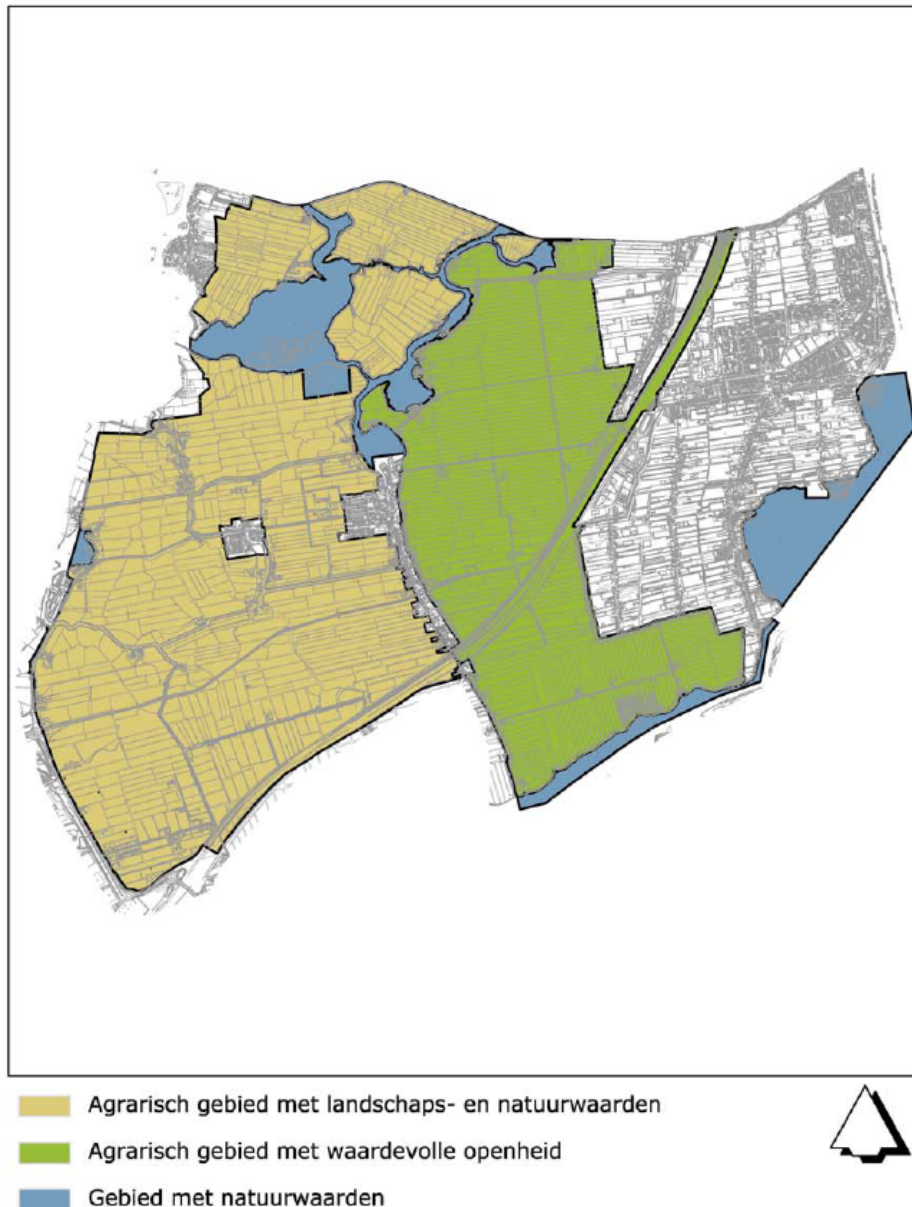 Agrarisch gebied met landschaps- en natuurwaarden
Agrarisch gebied met waardevolle openheid
Gebied met natuurwaarden